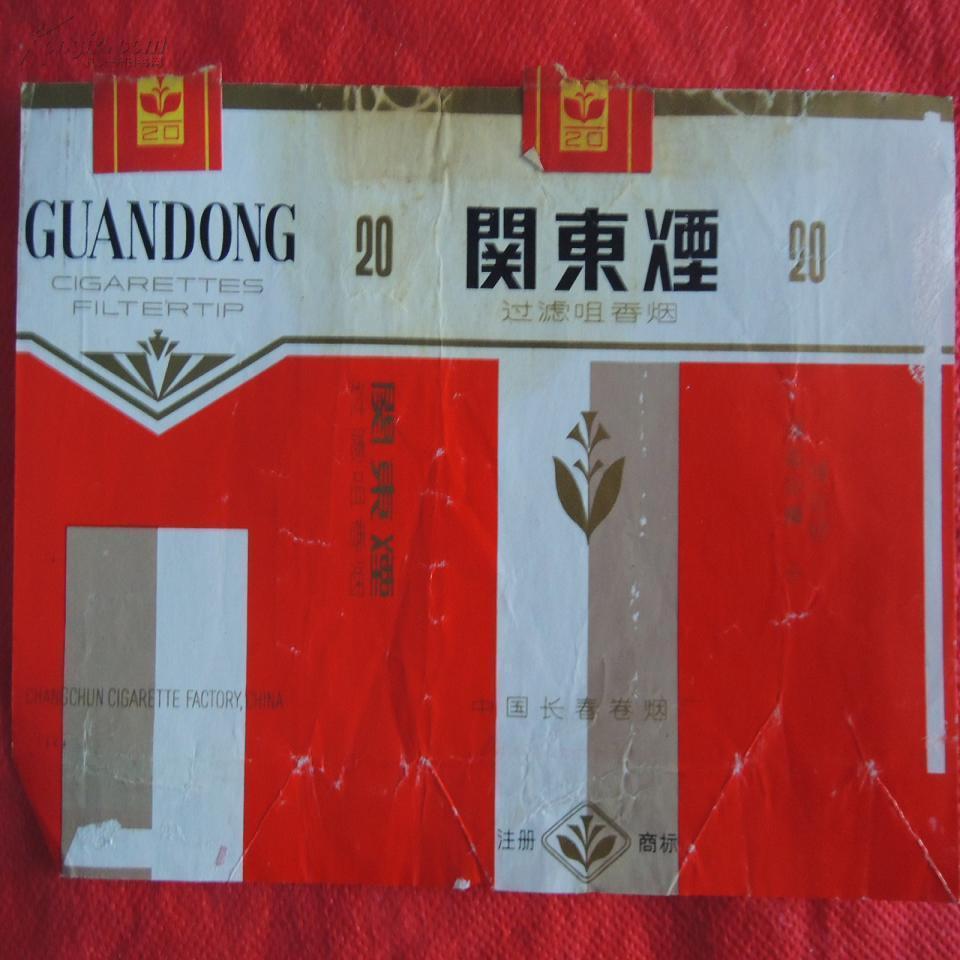 20
20
GUANDONG
CIGARETTES
FILTERTIP
20
関東煙
过滤咀香烟
20
関東煙
过滤咀香烟
CHANGCHUN CIGARETTE FACTORY, CHINA
中国长春卷烟厂
注册 商标